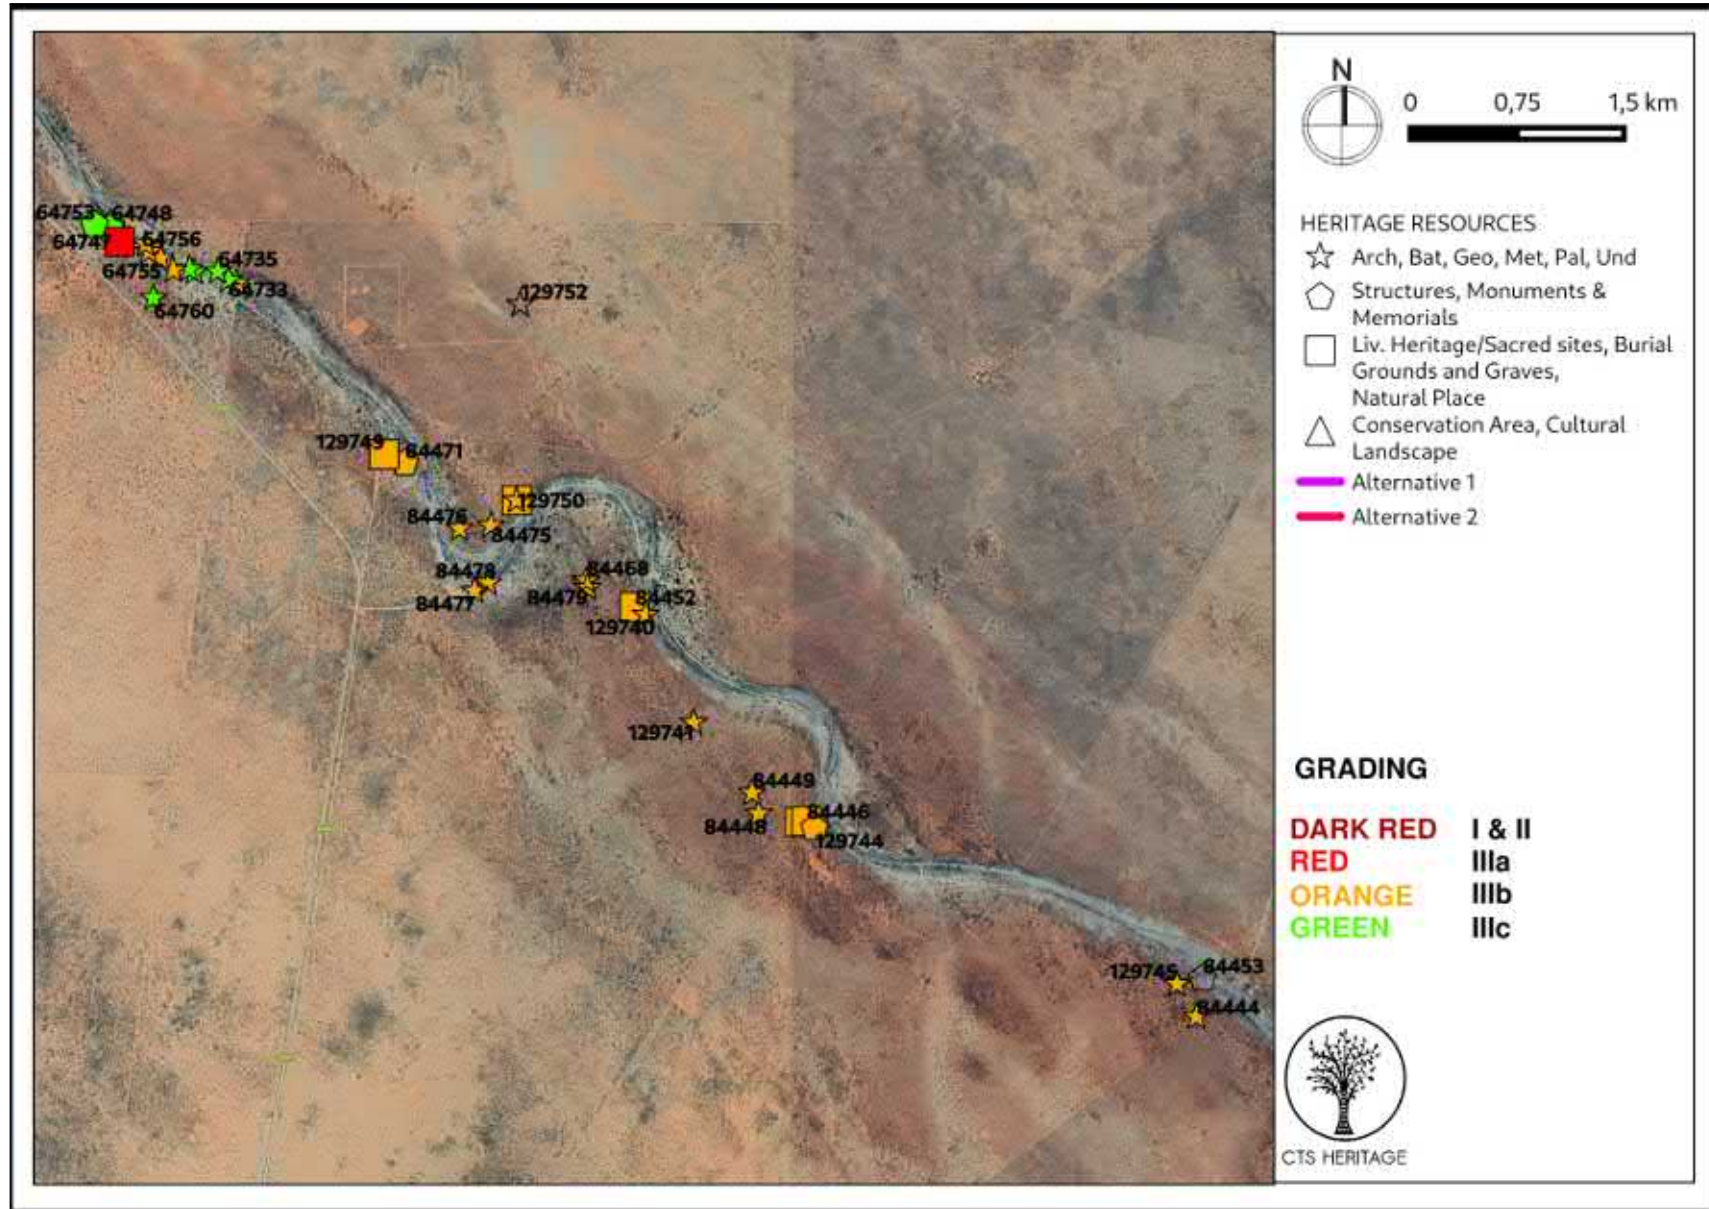 64753 64748
64747 64756
64755 64735
64733
64760
129752
129749 84471
129750
84476
84475
84478 84468
84477 84479 84452
129740
129741
84449
84448 84446
129744
129745 84453
84444
N
0 0,75 1,5 km
HERITAGE RESOURCES
Arch, Bat, Geo, Met, Pal, Und
Structures, Monuments &
Memorials
Liv. Heritage/Sacred sites, Burial
Grounds and Graves,
Natural Place
Conservation Area, Cultural
Landscape
Alternative 1
Alternative 2
GRADING
DARK RED I & II
RED IIIa
ORANGE IIIb
GREEN IIIc
CTS HERITAGE